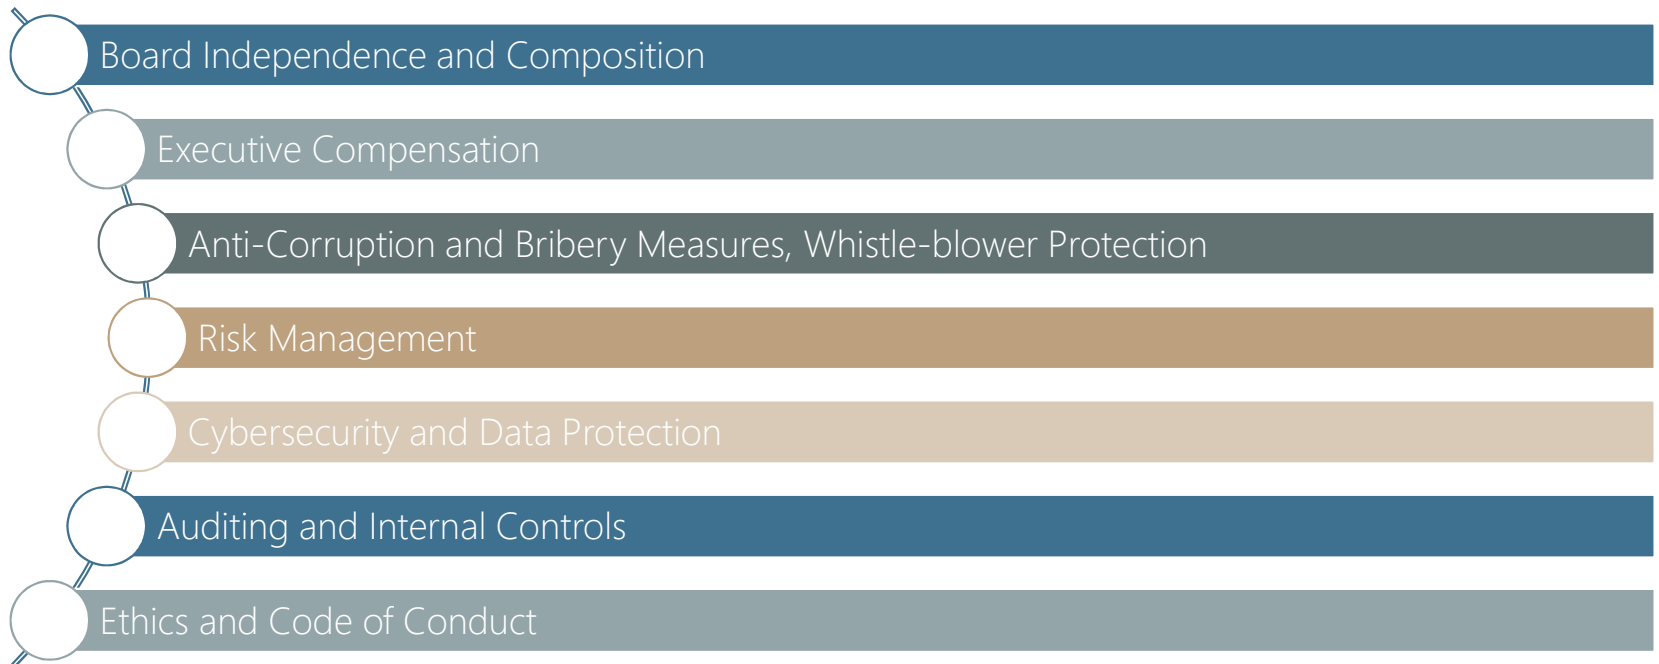 Board Independence and Composition
Executive Compensation
Anti-Corruption and Bribery Measures, Whistle-blower Protection
Risk Management
Cybersecurity and Data Protection
Auditing and Internal Controls
Ethics and Code of Conduct